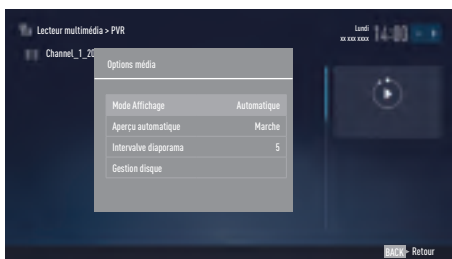 Lecteur multimédia > PVR
Lundi
xx xxx xxxx
14:00
Channel_1_20
Options média
Mode Affichage Automatique
Aperçu automatique Marche
Intervalve diaporama 5
Gestion disque
BACK Retour